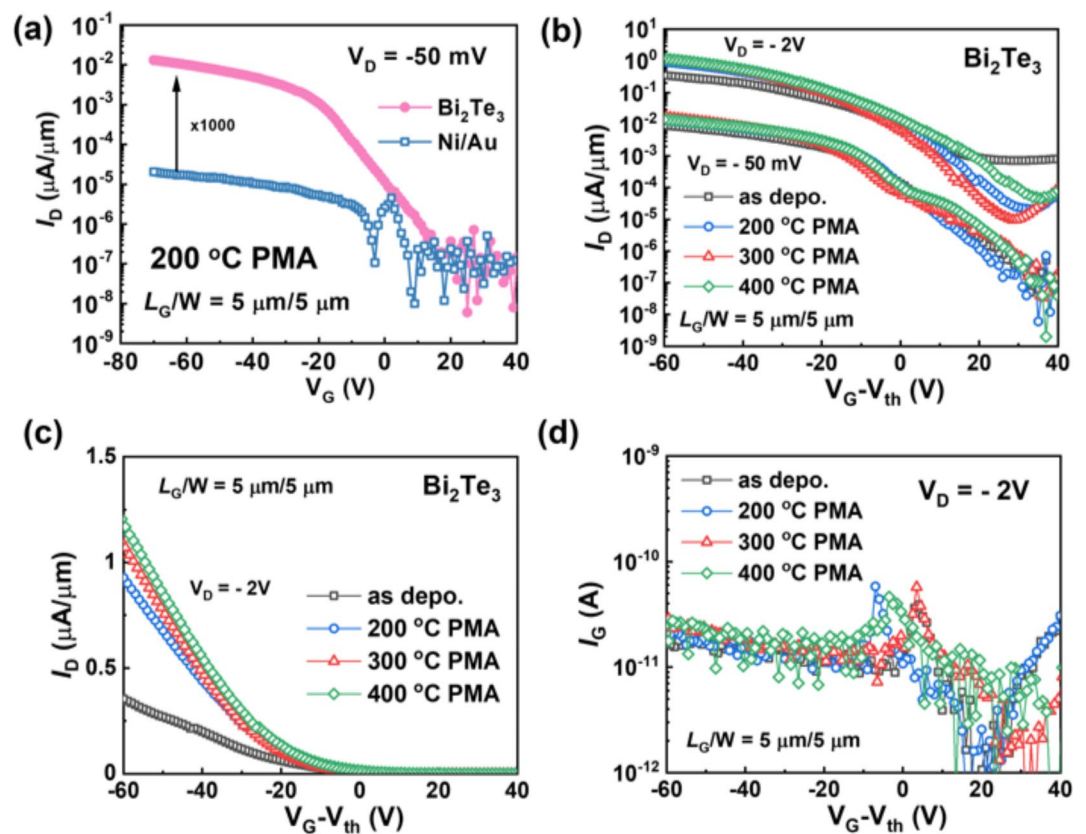 (a)
10⁻¹
10⁻²
10⁻³
10⁻⁴
10⁻⁵
10⁻⁶
10⁻⁷
10⁻⁸
10⁻⁹
I_D (μA/μm)
V_D = -50 mV
Bi₂Te₃
Ni/Au
x1000
200 °C PMA
L_G/W = 5 μm/5 μm
-80 -60 -40 -20 0 20 40
V_G (V)
(b)
10²
10¹
10⁰
10⁻¹
10⁻²
10⁻³
10⁻⁴
10⁻⁵
10⁻⁶
10⁻⁷
10⁻⁸
10⁻⁹
I_D (μA/μm)
V_D = - 2V
Bi₂Te₃
V_D = - 50 mV
as depo.
200 °C PMA
300 °C PMA
400 °C PMA
L_G/W = 5 μm/5 μm
-60 -40 -20 0 20 40
V_G-V_th (V)
(c)
1.5
1
0.5
0
I_D (μA/μm)
L_G/W = 5 μm/5 μm
Bi₂Te₃
V_D = - 2V
as depo.
200 °C PMA
300 °C PMA
400 °C PMA
-60 -40 -20 0 20 40
V_G-V_th (V)
(d)
10⁻⁹
10⁻¹⁰
10⁻¹¹
10⁻¹²
I_G (A)
as depo.
200 °C PMA
300 °C PMA
400 °C PMA
V_D = - 2V
L_G/W = 5 μm/5 μm
-60 -40 -20 0 20 40
V_G-V_th (V)